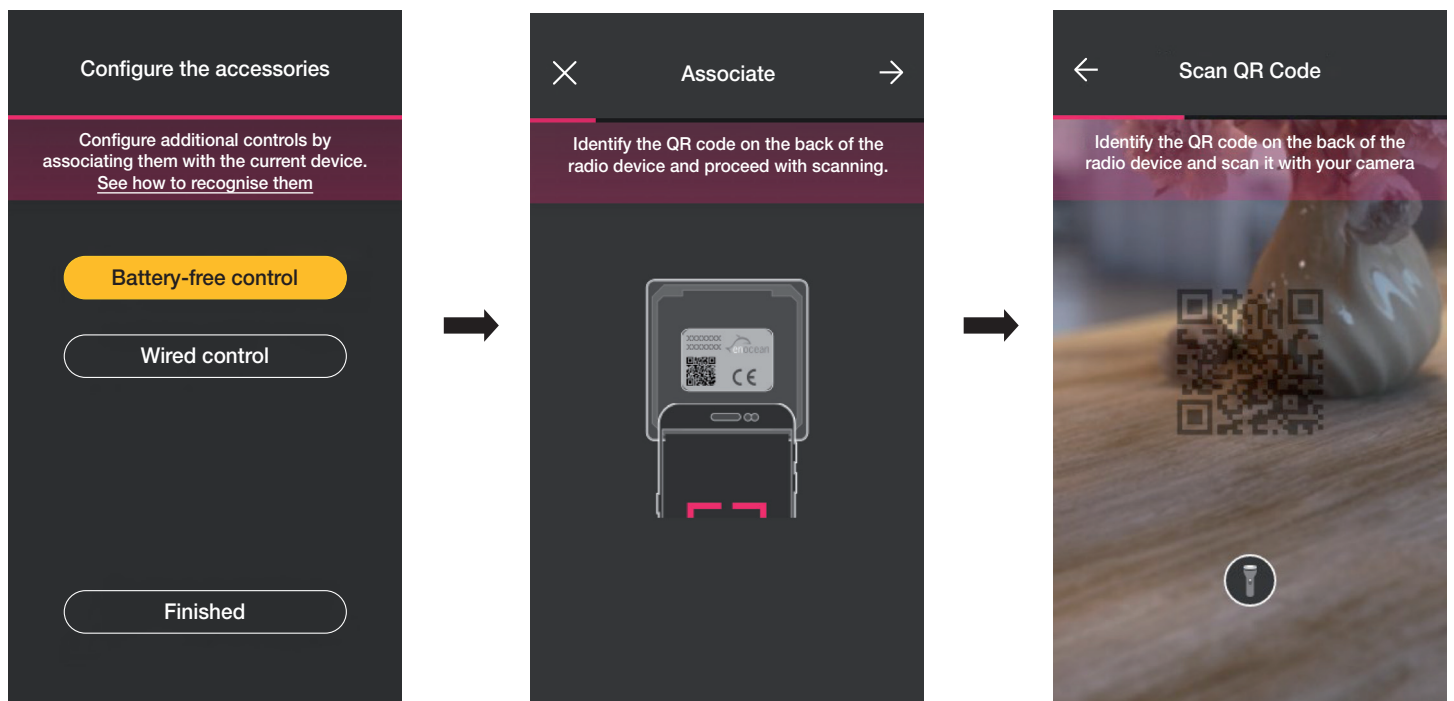 Configure the accessories
Configure additional controls by
associating them with the current device.
See how to recognise them
Battery-free control
Wired control
Finished
Associate
Identify the QR code on the back of the
radio device and proceed with scanning.
XXXXXXX
XXXXXXX
enocean
CE
Scan QR Code
Identify the QR code on the back of the
radio device and scan it with your camera